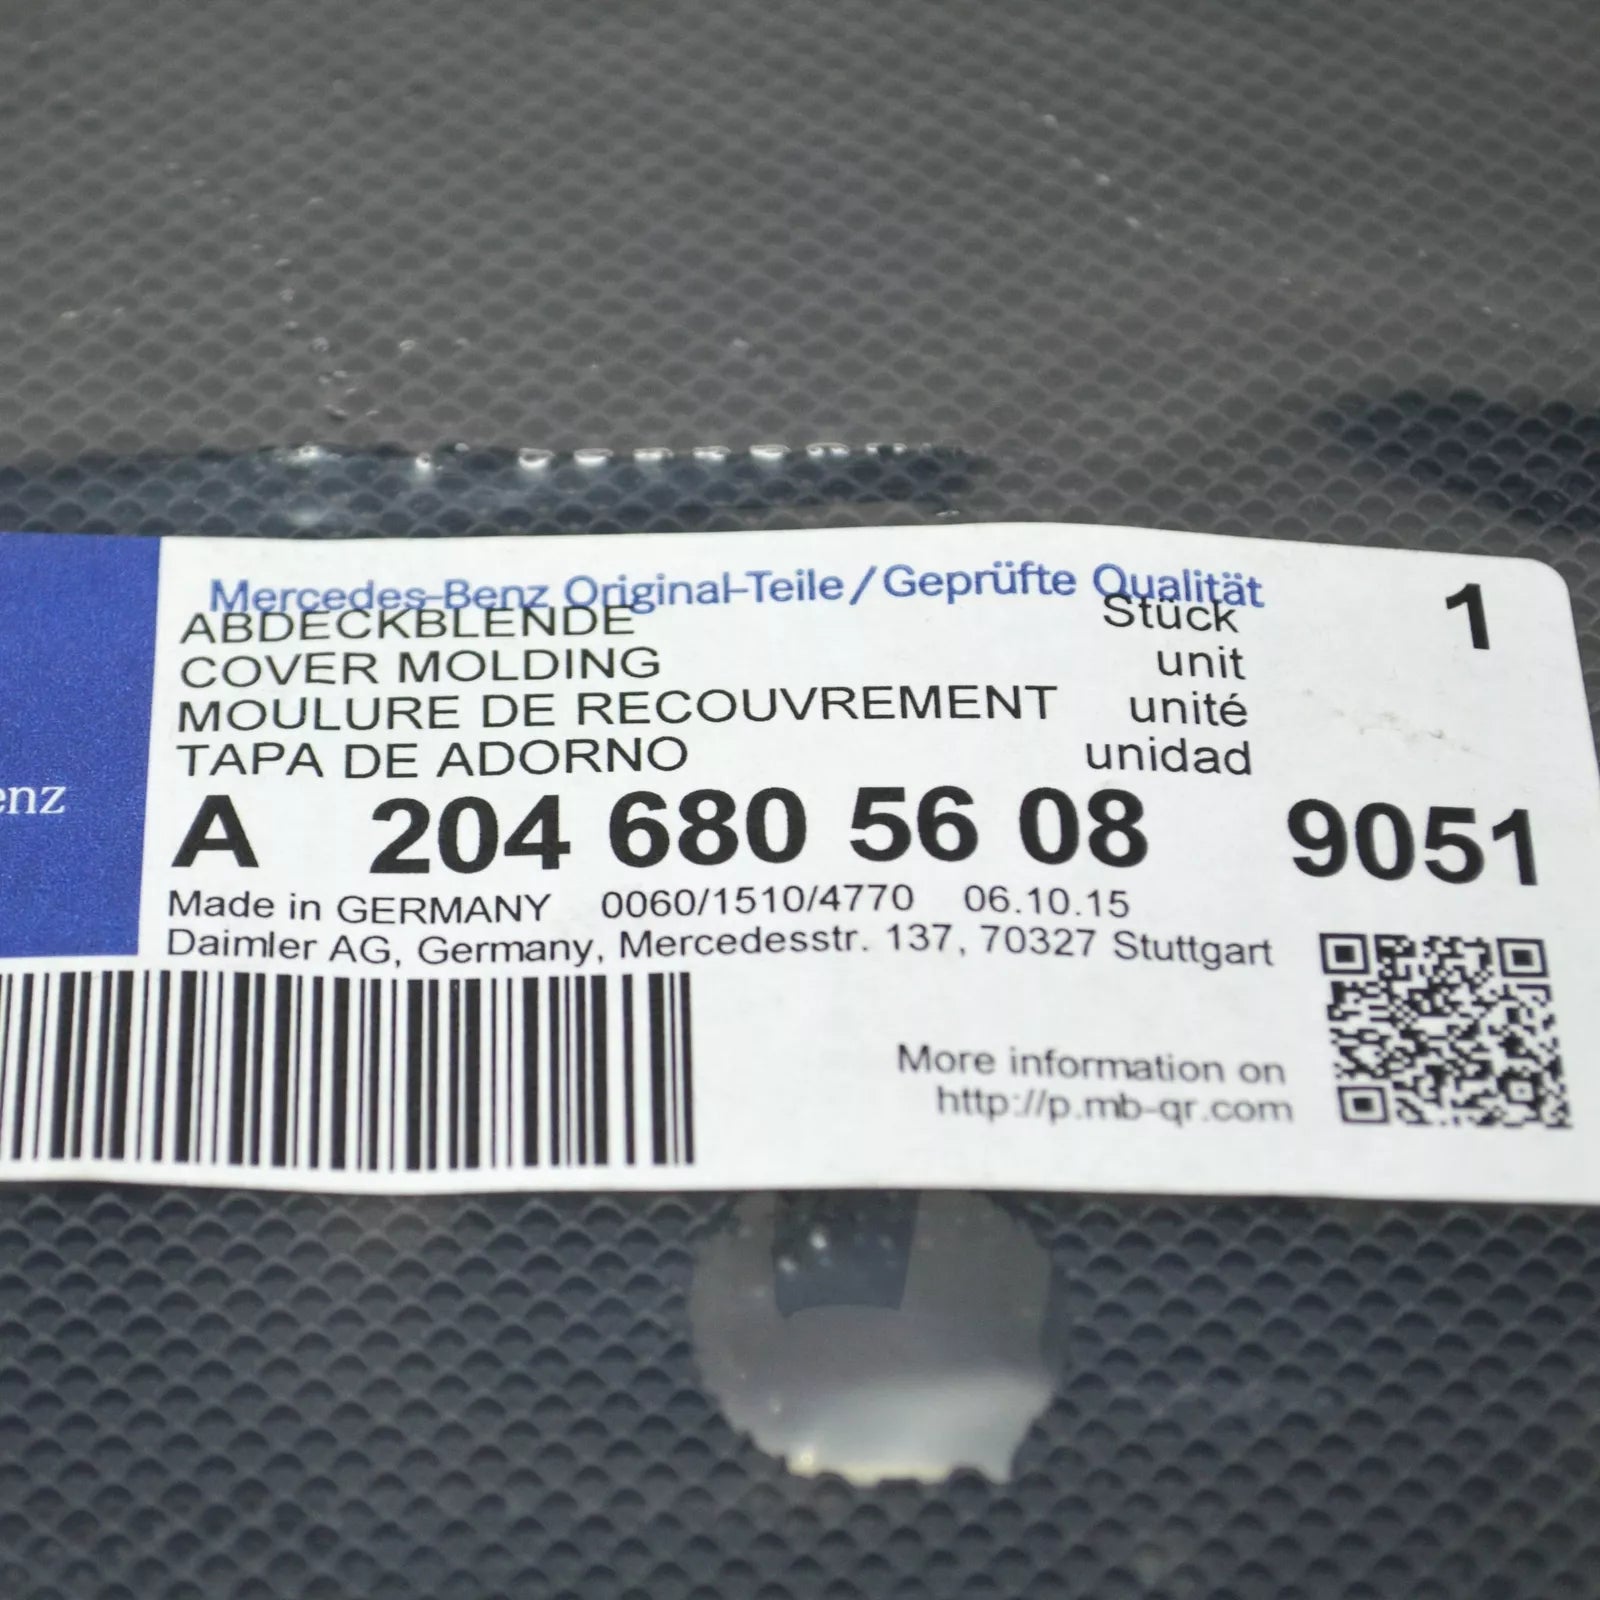 Mercedes-Benz Original-Teile/Geprüfte Qualität
ABDECKBLENDE Stück 1
COVER MOLDING unit
MOULURE DE RECOUVREMENT unité
TAPA DE ADORNO unidad
enz
A 204 680 56 08 9051
Made in GERMANY 0060/1510/4770 06.10.15
Daimler AG, Germany, Mercedesstr. 137, 70327 Stuttgart
More information on
http://p.mb-qr.com